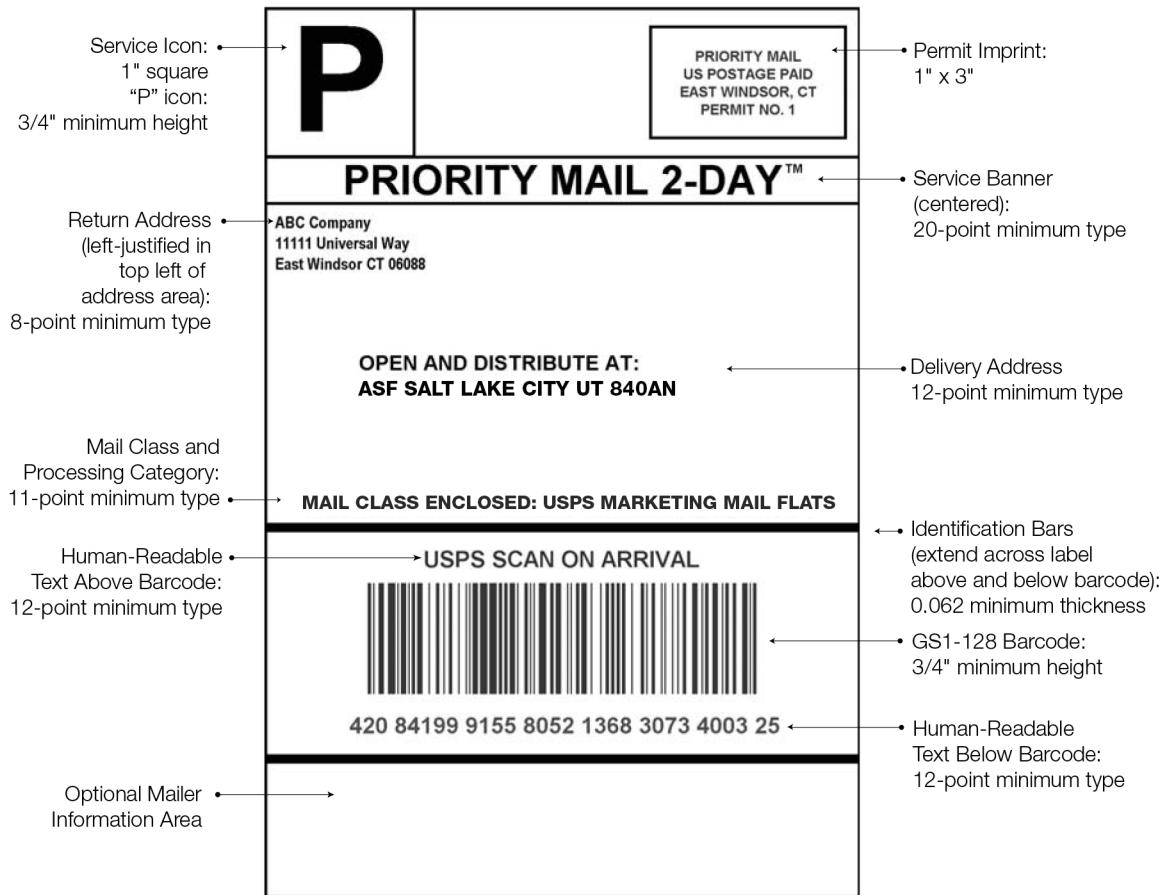 Service Icon:
1" square
“P” icon:
3/4" minimum height
P
PRIORITY MAIL
US POSTAGE PAID
EAST WINDSOR, CT
PERMIT NO. 1
Permit Imprint:
1" x 3"
PRIORITY MAIL 2-DAY™
Service Banner
(centered):
20-point minimum type
Return Address
(left-justified in
top left of
address area):
8-point minimum type
ABC Company
11111 Universal Way
East Windsor CT 06088
OPEN AND DISTRIBUTE AT:
ASF SALT LAKE CITY UT 840AN
Delivery Address
12-point minimum type
Mail Class and
Processing Category:
11-point minimum type
MAIL CLASS ENCLOSED: USPS MARKETING MAIL FLATS
Identification Bars
(extend across label
above and below barcode):
0.062 minimum thickness
Human-Readable
Text Above Barcode:
12-point minimum type
USPS SCAN ON ARRIVAL
GS1-128 Barcode:
3/4" minimum height
420 84199 9155 8052 1368 3073 4003 25
Human-Readable
Text Below Barcode:
12-point minimum type
Optional Mailer
Information Area